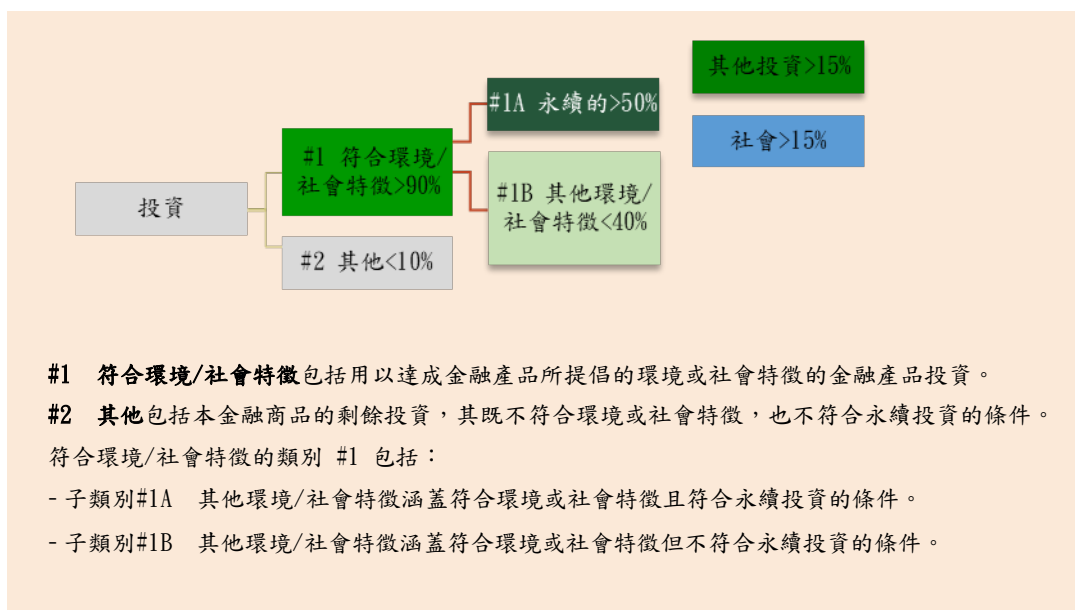 投資
#1 符合環境/
社會特徵>90%
#2 其他<10%
#1A 永續的>50%
#1B 其他環境/
社會特徵<40%
其他投資>15%
社會>15%
#1 符合環境/社會特徵包括用以達成金融產品所提倡的環境或社會特徵的金融產品投資。
#2 其他包括本金融商品的剩餘投資，其既不符合環境或社會特徵，也不符合永續投資的條件。
符合環境/社會特徵的類別 #1 包括：
- 子類別#1A 其他環境/社會特徵涵蓋符合環境或社會特徵且符合永續投資的條件。
- 子類別#1B 其他環境/社會特徵涵蓋符合環境或社會特徵但不符合永續投資的條件。